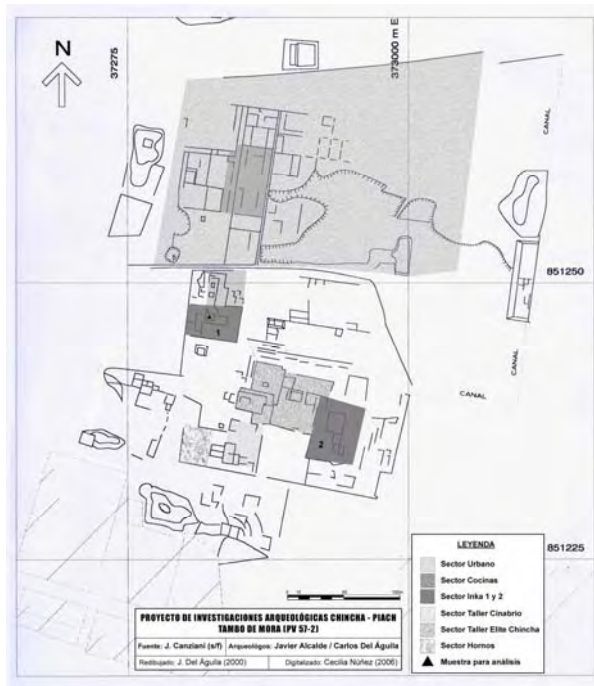 N
37275
373000 m E
CANAL
851250
1
CANAL
CANAL
2
851225
LEYENDA
Sector Urbano
Sector Cocinas
Sector Inka 1 y 2
Sector Taller Cinabrio
Sector Taller Elite Chincha
Sector Hornos
Muestra para análisis
PROYECTO DE INVESTIGACIONES ARQUEOLÓGICAS CHINCHA - PIACH
TAMBO DE MORA (PV 57-2)
Fuente: J. Canziani (s/f) Arqueólogos: Javier Alcalde / Carlos Del Águila
Redibujado: J. Del Águila (2000) Digitalizado: Cecilia Núñez (2006)